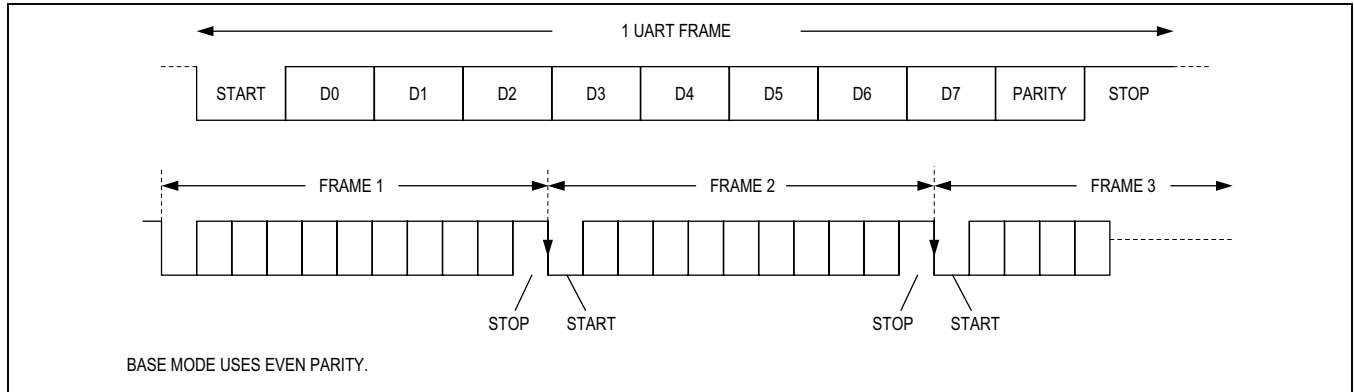 1 UART FRAME
START D0 D1 D2 D3 D4 D5 D6 D7 PARITY STOP
FRAME 1 FRAME 2 FRAME 3
STOP START STOP START
BASE MODE USES EVEN PARITY.